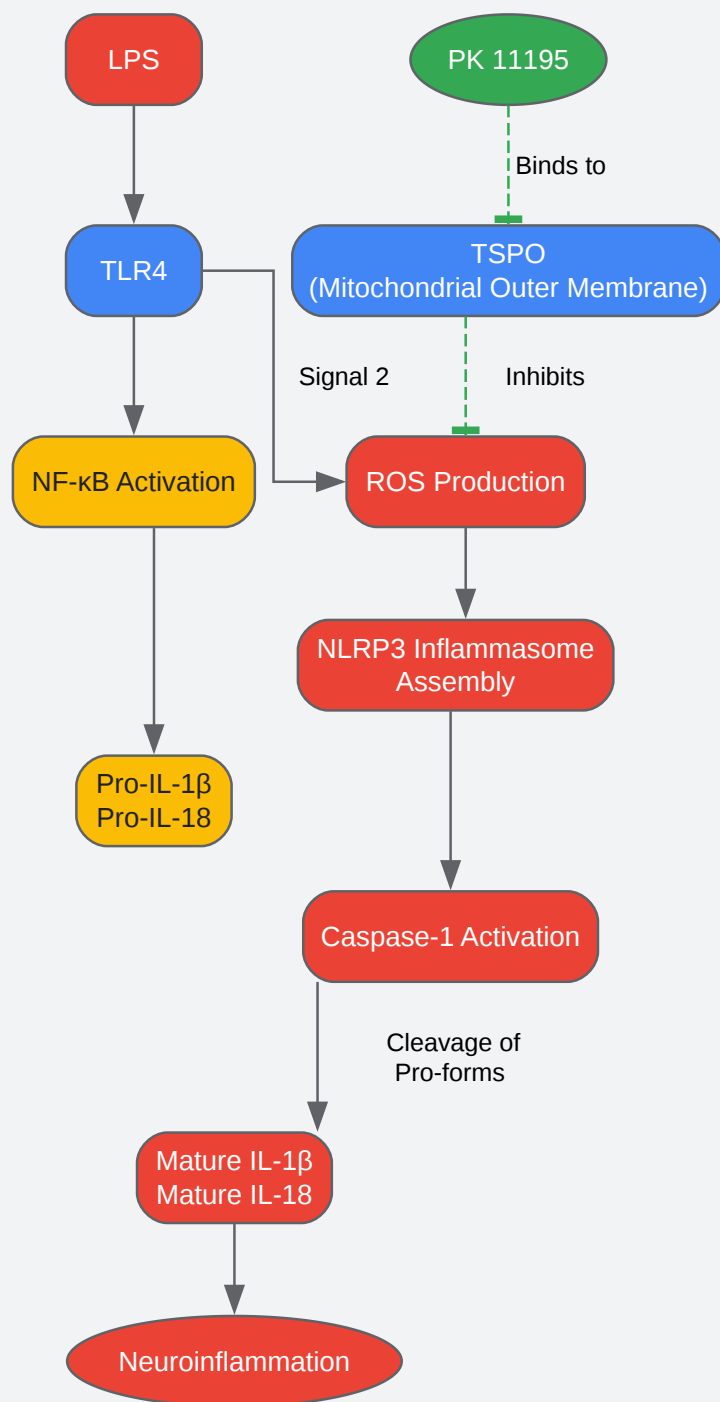 LPS
PK 11195
Binds to
TLR4
TSPO
(Mitochondrial Outer Membrane)
Signal 2
Inhibits
NF-κB Activation
ROS Production
NLRP3 Inflammasome
Assembly
Pro-IL-1β
Pro-IL-18
Caspase-1 Activation
Cleavage of
Pro-forms
Mature IL-1β
Mature IL-18
Neuroinflammation